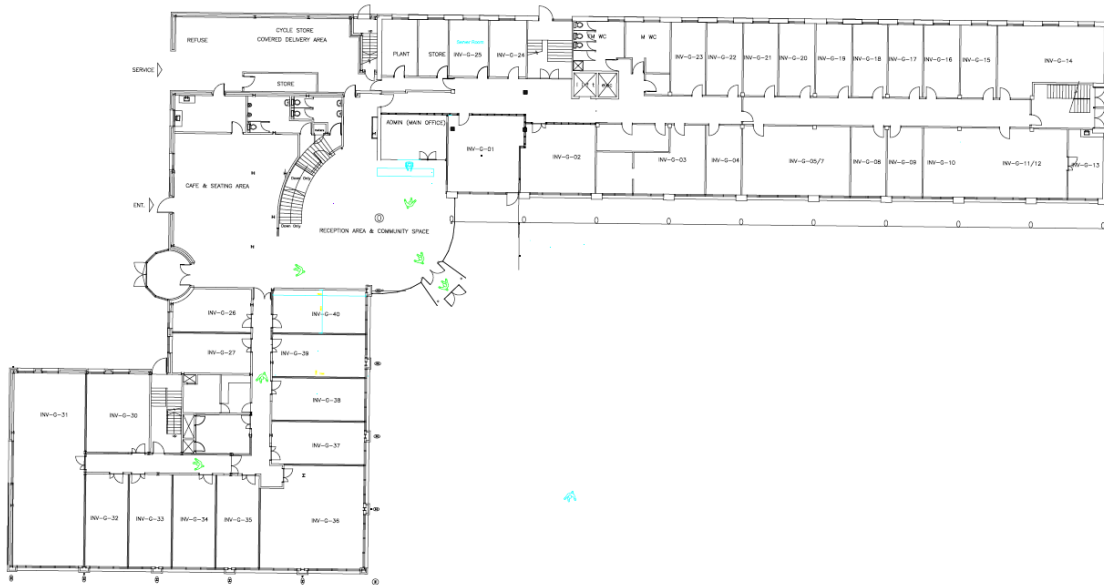 CYCLE STORE
COVERED DELIVERY AREA
REFUSE
SERVICE
STORE
PLANT
STORE
INV-G-25
INV-G-24
M WC
INV-G-23
INV-G-22
INV-G-21
INV-G-20
INV-G-19
INV-G-18
INV-G-17
INV-G-16
INV-G-15
INV-G-14
ADMIN (MAIN OFFICE)
INV-G-01
INV-G-02
INV-G-03
INV-G-04
INV-G-05/7
INV-G-08
INV-G-09
INV-G-10
INV-G-11/12
INV-G-13
CAFE & SEATING AREA
Down Only
ENT.
Down Only
RECEPTION AREA & COMMUNITY SPACE
INV-G-26
INV-G-40
INV-G-27
INV-G-39
INV-G-38
INV-G-31
INV-G-30
INV-G-37
INV-G-32
INV-G-33
INV-G-34
INV-G-35
INV-G-36